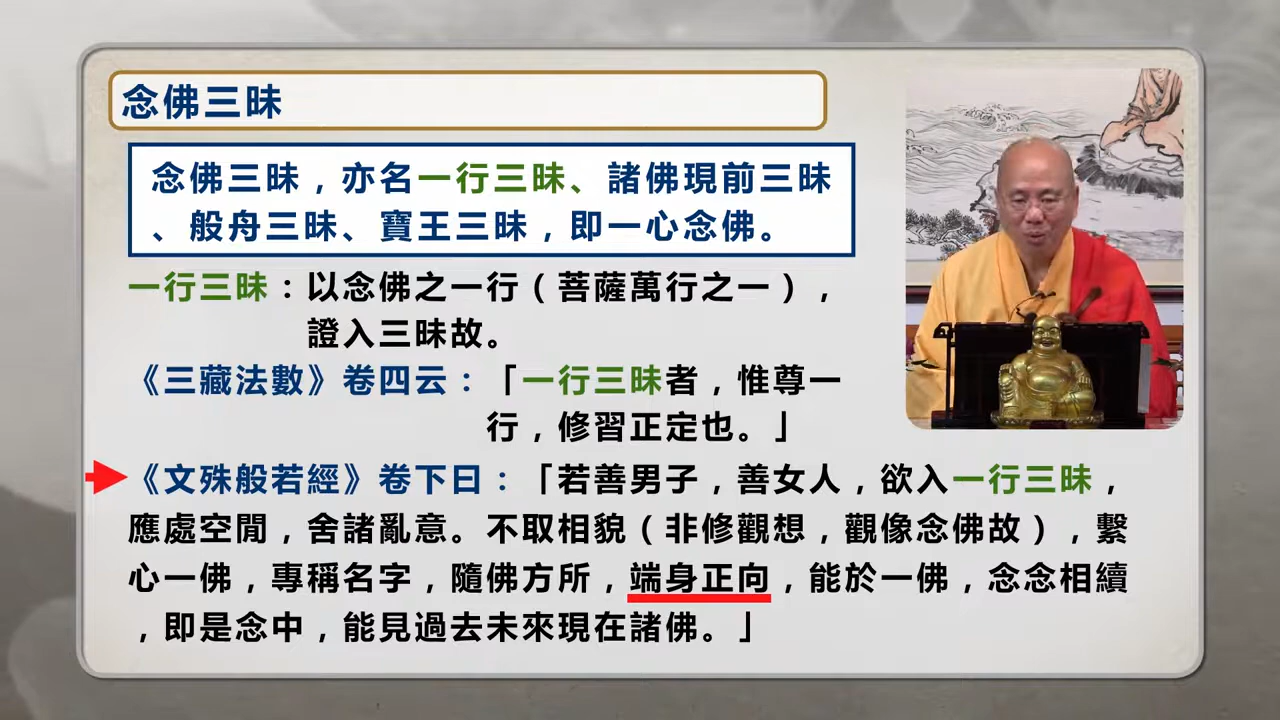 念佛三昧
念佛三昧，亦名一行三昧、諸佛現前三昧
、般舟三昧、寶王三昧，即一心念佛。
一行三昧：以念佛之一行（菩薩萬行之一），
證入三昧故。
《三藏法數》卷四云：「一行三昧者，惟專一
行，修習正定也。」
《文殊般若經》卷下曰：「若善男子，善女人，欲入一行三昧，
應處空閒，舍諸亂意。不取相貌（非修觀想，觀像念佛故），繫
心一佛，專稱名字，隨佛方所，端身正向，能於一佛，念念相續
，即是念中，能見過去未來現在諸佛。」